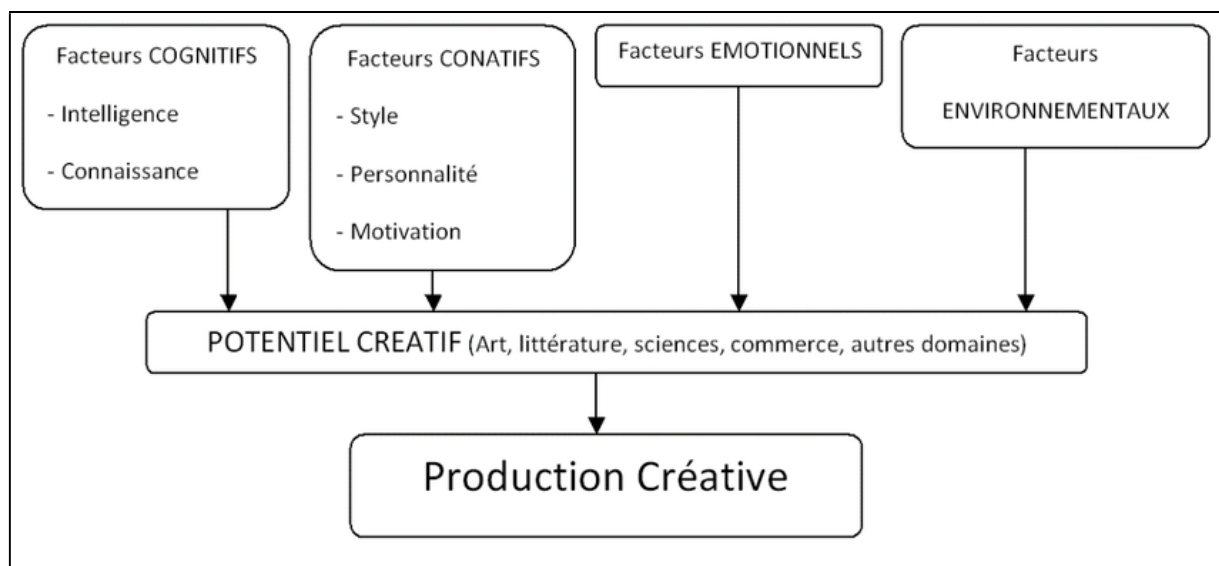 Facteurs COGNITIFS
- Intelligence
- Connaissance
Facteurs CONATIFS
- Style
- Personnalité
- Motivation
Facteurs EMOTIONNELS
Facteurs
ENVIRONNEMENTAUX
POTENTIEL CREATIF (Art, littérature, sciences, commerce, autres domaines)
Production Créative